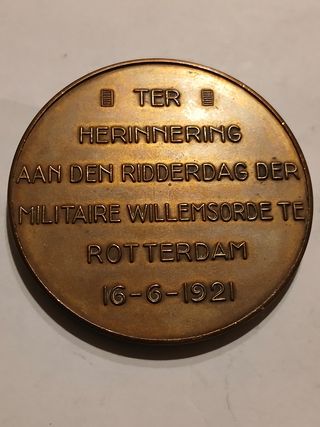 TER
HERINNERING
AAN DEN RIDDERDAG DER
MILITAIRE WILLEMSORDE TE
ROTTERDAM
16-6-1921